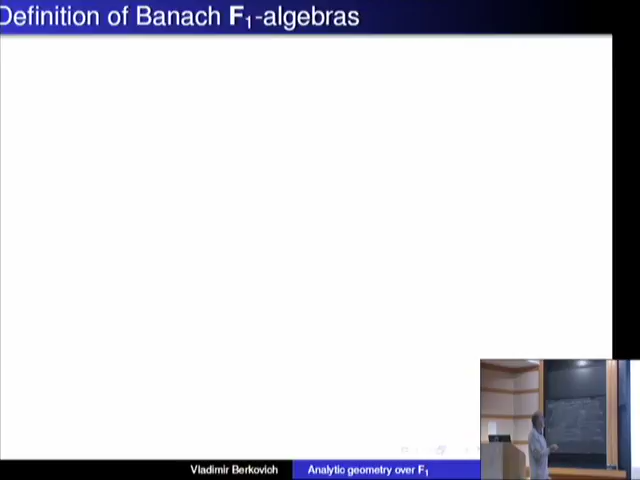 Definition of Banach F₁-algebras
Vladimir Berkovich
Analytic geometry over F₁